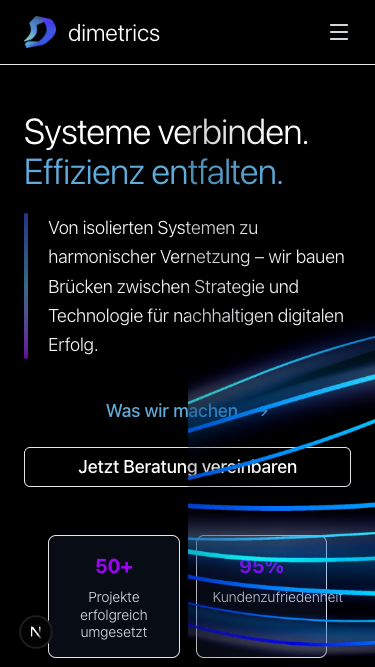 dimetrics
Systeme verbinden.
Effizienz entfalten.
Von isolierten Systemen zu
harmonischer Vernetzung – wir bauen
Brücken zwischen Strategie und
Technologie für nachhaltigen digitalen
Erfolg.
Was wir machen →
Jetzt Beratung vereinbaren
50+
Projekte
erfolgreich
umgesetzt
95%
Kundenzufriedenheit
N